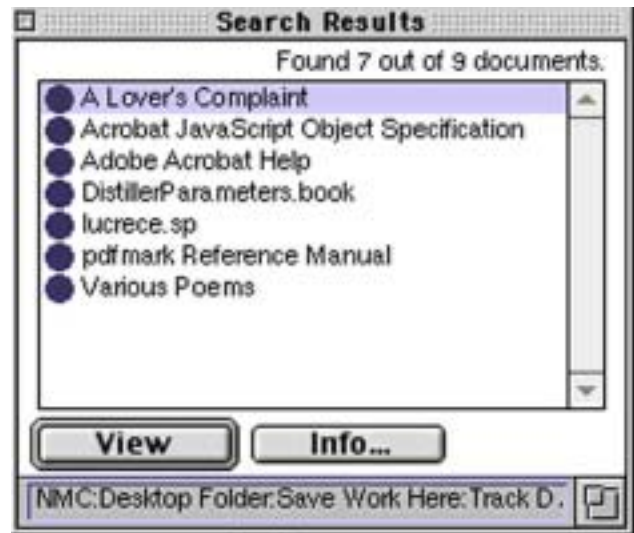 Search Results
Found 7 out of 9 documents.
A Lover's Complaint
Acrobat JavaScript Object Specification
Adobe Acrobat Help
DistillerParameters.book
lucrece.sp
pdfmark Reference Manual
Various Poems
View Info...
NMC:Desktop Folder:Save Work Here:Track D .